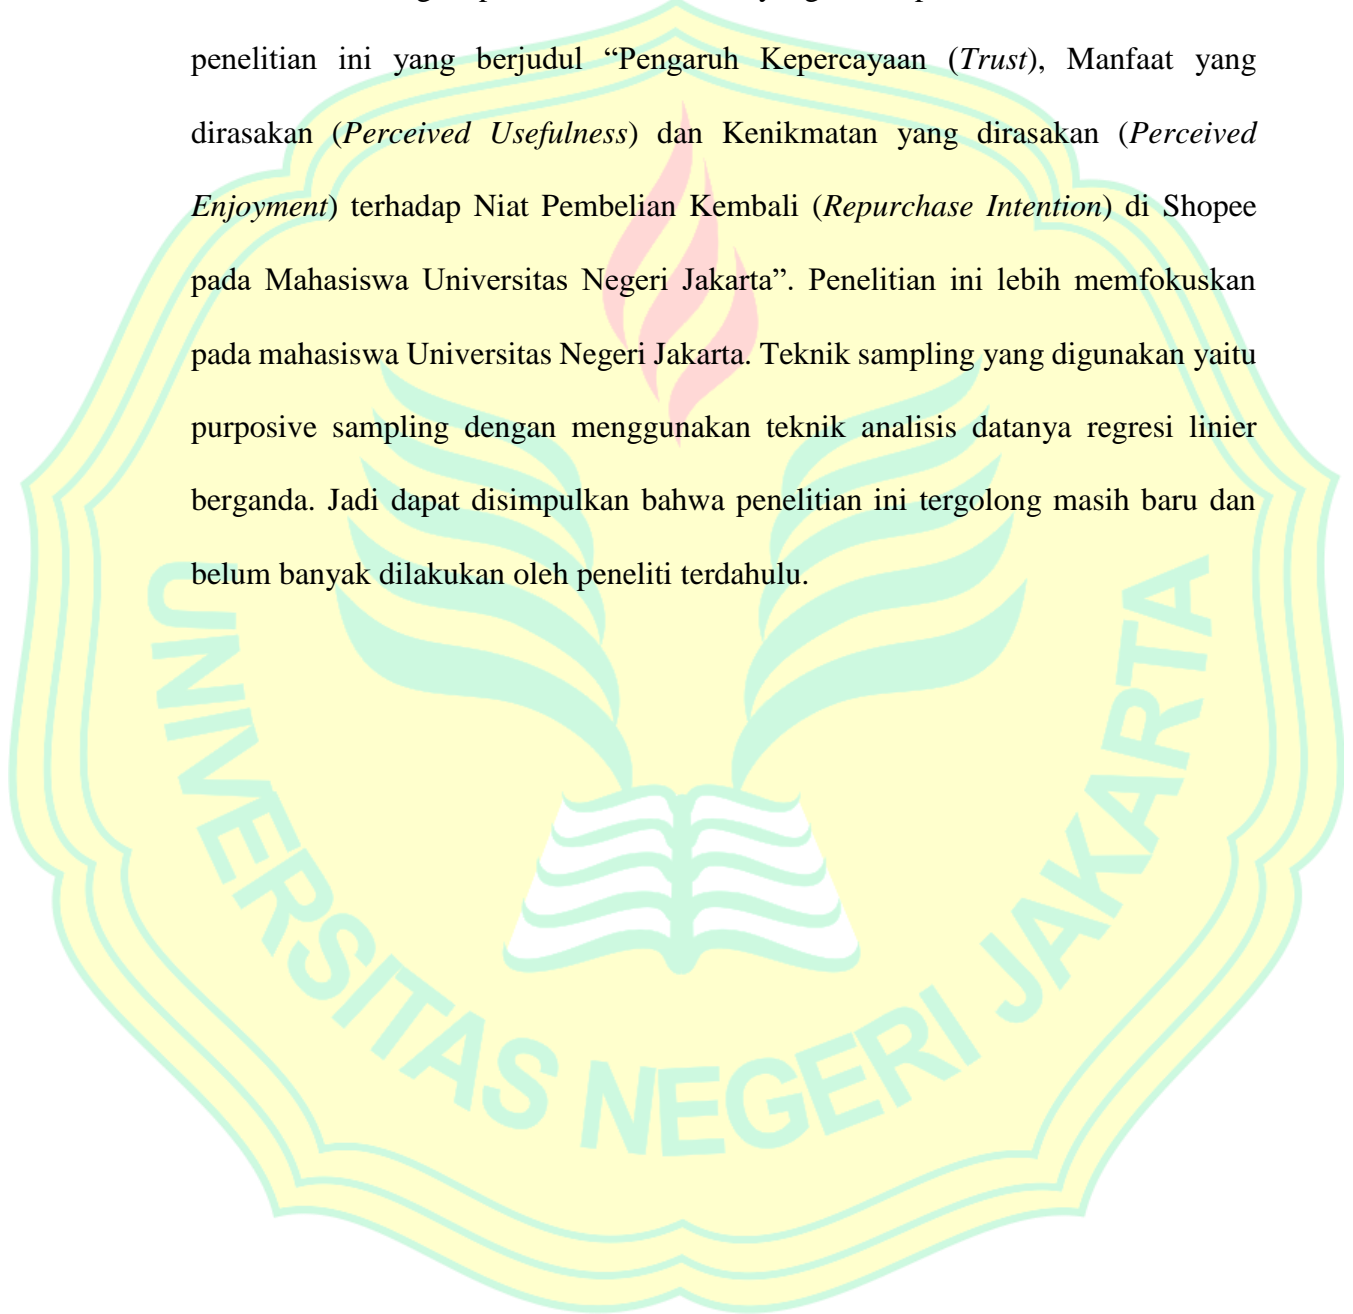 penelitian ini yang berjudul “Pengaruh Kepercayaan (Trust), Manfaat yang
dirasakan (Perceived Usefulness) dan Kenikmatan yang dirasakan (Perceived
Enjoyment) terhadap Niat Pembelian Kembali (Repurchase Intention) di Shopee
pada Mahasiswa Universitas Negeri Jakarta”. Penelitian ini lebih memfokuskan
pada mahasiswa Universitas Negeri Jakarta. Teknik sampling yang digunakan yaitu
purposive sampling dengan menggunakan teknik analisis datanya regresi linier
berganda. Jadi dapat disimpulkan bahwa penelitian ini tergolong masih baru dan
belum banyak dilakukan oleh peneliti terdahulu.
UNIVERSITAS NEGERI JAKARTA